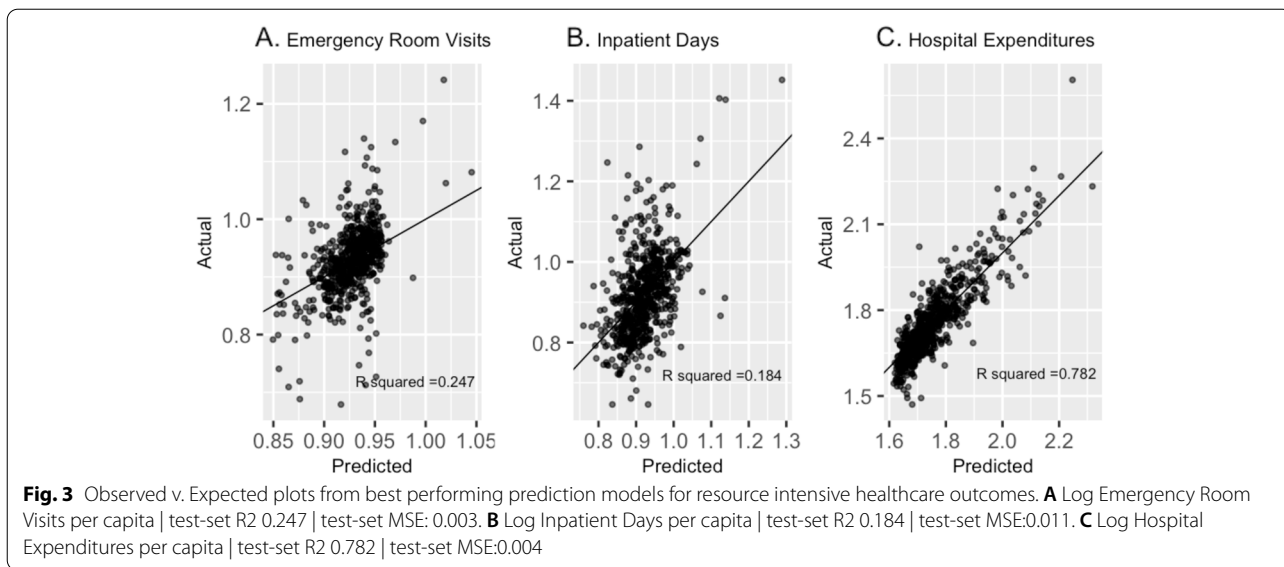 A. Emergency Room Visits
B. Inpatient Days
C. Hospital Expenditures
1.2
1.0
0.8
Actual
R squared =0.247
0.85
0.90
0.95
1.00
1.05
Predicted
1.4
1.2
1.0
0.8
Actual
R squared =0.184
0.8
0.9
1.0
1.1
1.2
1.3
Predicted
2.4
2.1
1.8
1.5
Actual
R squared =0.782
1.6
1.8
2.0
2.2
Predicted
Fig. 3 Observed v. Expected plots from best performing prediction models for resource intensive healthcare outcomes. A Log Emergency Room
Visits per capita | test-set R2 0.247 | test-set MSE: 0.003. B Log Inpatient Days per capita | test-set R2 0.184 | test-set MSE:0.011. C Log Hospital
Expenditures per capita | test-set R2 0.782 | test-set MSE:0.004